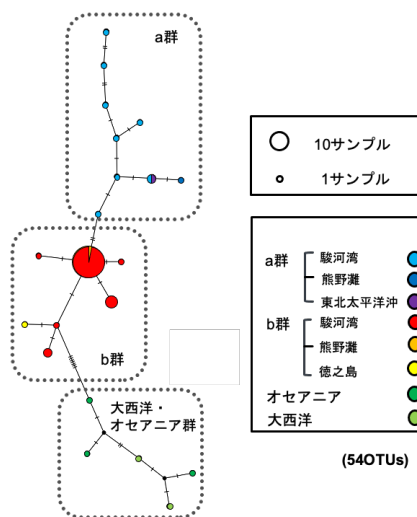 a群
10サンプル
1サンプル
a群
駿河湾
熊野灘
東北太平洋沖
b群
駿河湾
熊野灘
徳之島
オセアニア
大西洋
b群
大西洋・
オセアニア群
(54OTUs)